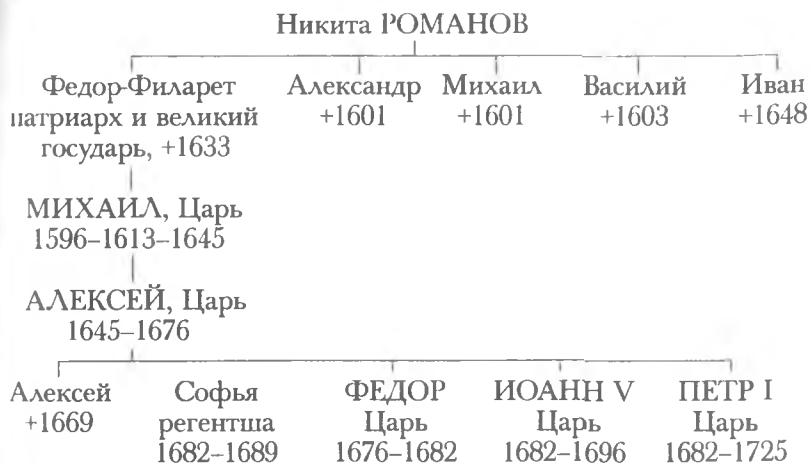 Никита РОМАНОВ
Федор-Филарет Александр Михаил Василий Иван
патриарх и великий +1601 +1601 +1603 +1648
государь, +1633
МИХАИЛ, Царь
1596–1613–1645
АЛЕКСЕЙ, Царь
1645–1676
Алексей Софья ФЕДОР ИОАНН V ПЕТР I
+1669 регентша Царь Царь Царь
1682–1689 1676–1682 1682–1696 1682–1725